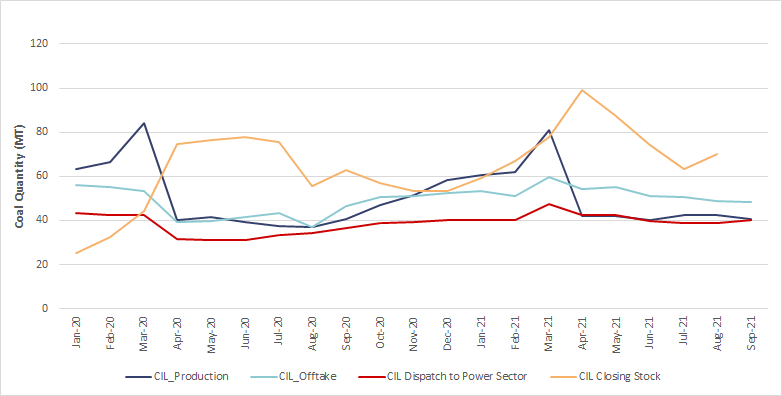 Coal Quantity (MT)
120
100
80
60
40
20
0
Jan-20
Feb-20
Mar-20
Apr-20
May-20
Jun-20
Jul-20
Aug-20
Sep-20
Oct-20
Nov-20
Dec-20
Jan-21
Feb-21
Mar-21
Apr-21
May-21
Jun-21
Jul-21
Aug-21
Sep-21
CIL_Production
CIL_Offtake
CIL Dispatch to Power Sector
CIL Closing Stock